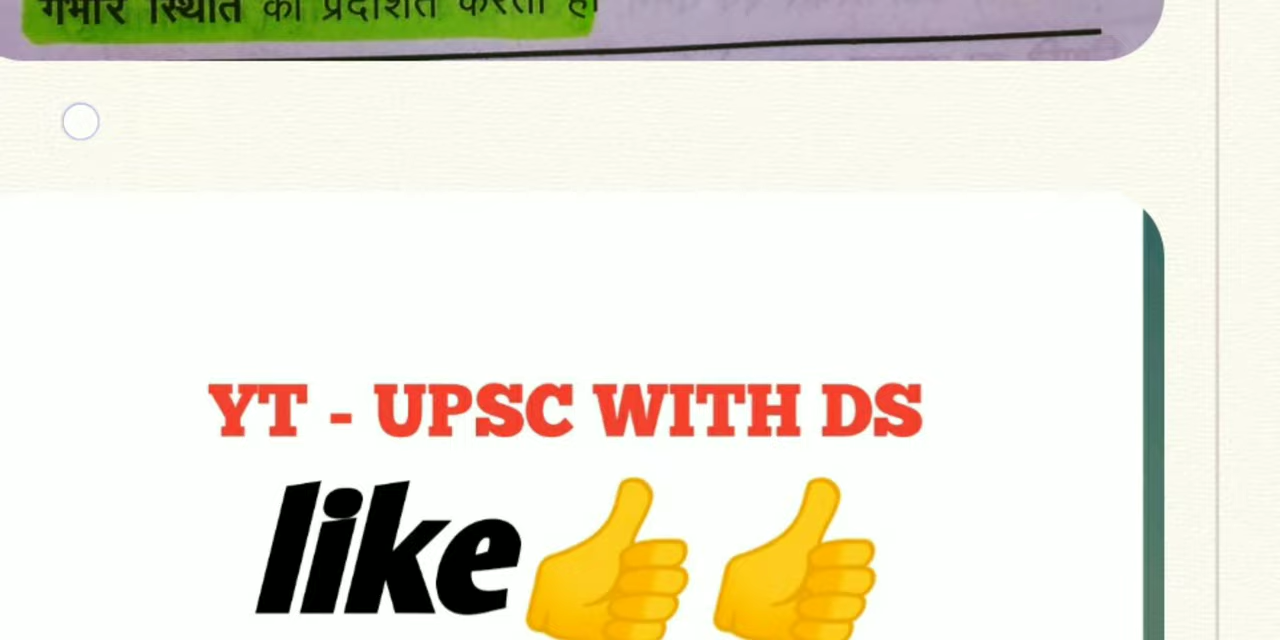 गंभीर स्थिति को प्रदर्शित करता है।
YT - UPSC WITH DS
like👍👍